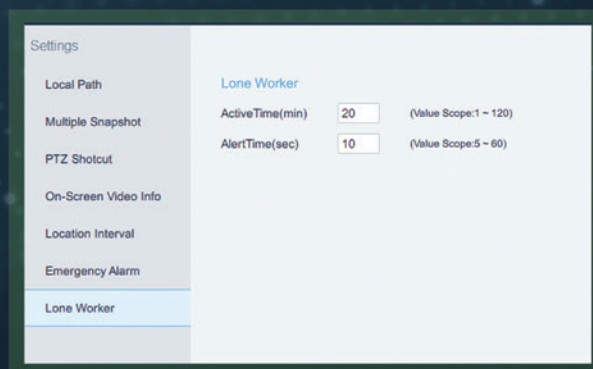 Settings
Local Path
Multiple Snapshot
PTZ Shotcut
On-Screen Video Info
Location Interval
Emergency Alarm
Lone Worker
Lone Worker
ActiveTime(min) 20 (Value Scope:1 ~ 120)
AlertTime(sec) 10 (Value Scope:5 ~ 60)